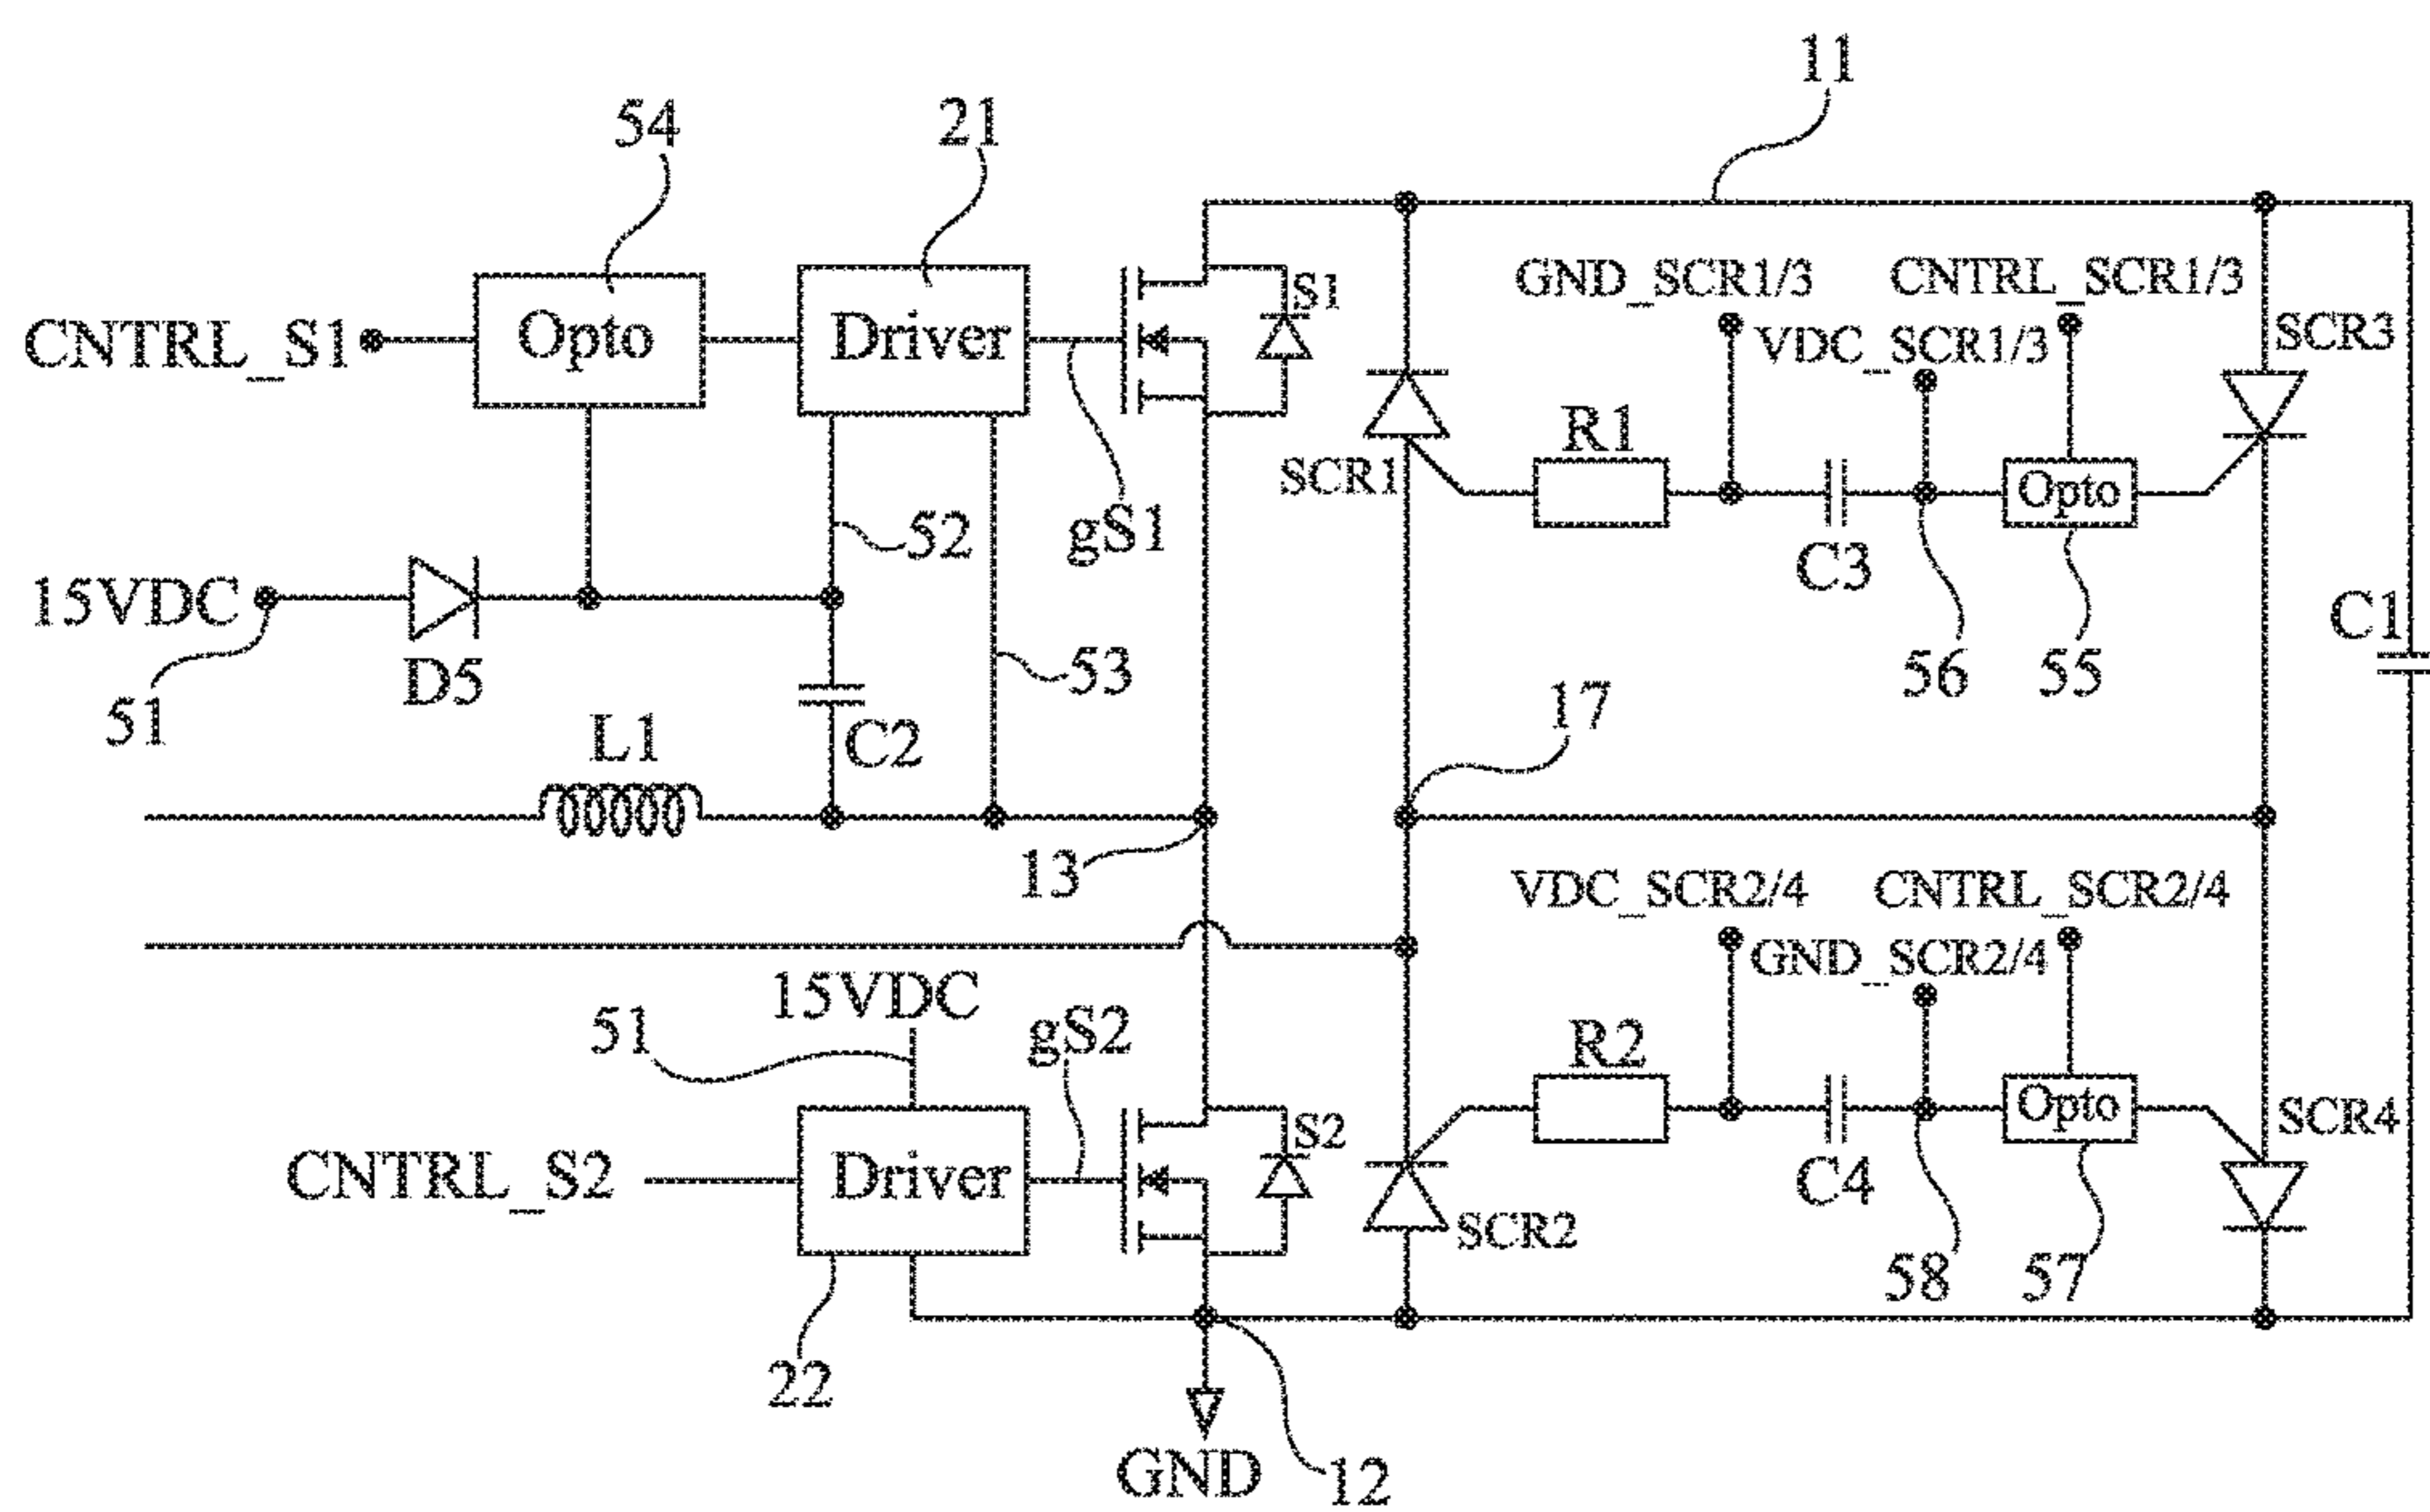 11
54
21
GND_SCR1/3
CNTRL_SCR1/3
S1
CNTRL_S1
Opto
Driver
VDC_SCR1/3
SCR3
R1
SCR1
Opto
gS1
52
C3
15VDC
C1
D5
53
56
55
51
17
L1
C2
13
VDC_SCR2/4
CNTRL_SCR2/4
GND_SCR2/4
15VDC
51
gS2
R2
S2
Opto
SCR4
CNTRL_S2
Driver
C4
SCR2
58
57
22
GND
12